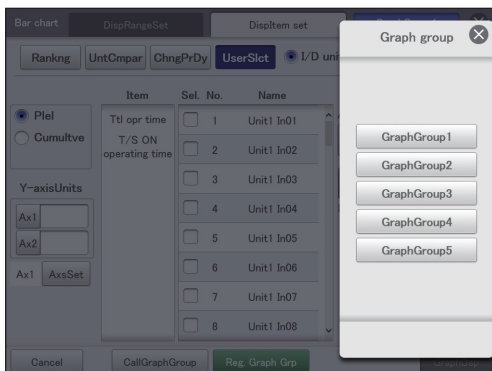 Bar chart
DispRangeSet
DispItem set
Graph group
Rankng
UntCmpar
ChngPrDy
UserSlct
I/D uni
Item
Sel.
No.
Name
Plel
Cumultve
Ttl opr time
T/S ON
operating time
1 Unit1 In01
2 Unit1 In02
3 Unit1 In03
4 Unit1 In04
5 Unit1 In05
6 Unit1 In06
7 Unit1 In07
8 Unit1 In08
Y-axisUnits
Ax1
Ax2
Ax1
AxsSet
GraphGroup1
GraphGroup2
GraphGroup3
GraphGroup4
GraphGroup5
Cancel
CallGraphGroup
Reg. Graph Grp
GraphDsp